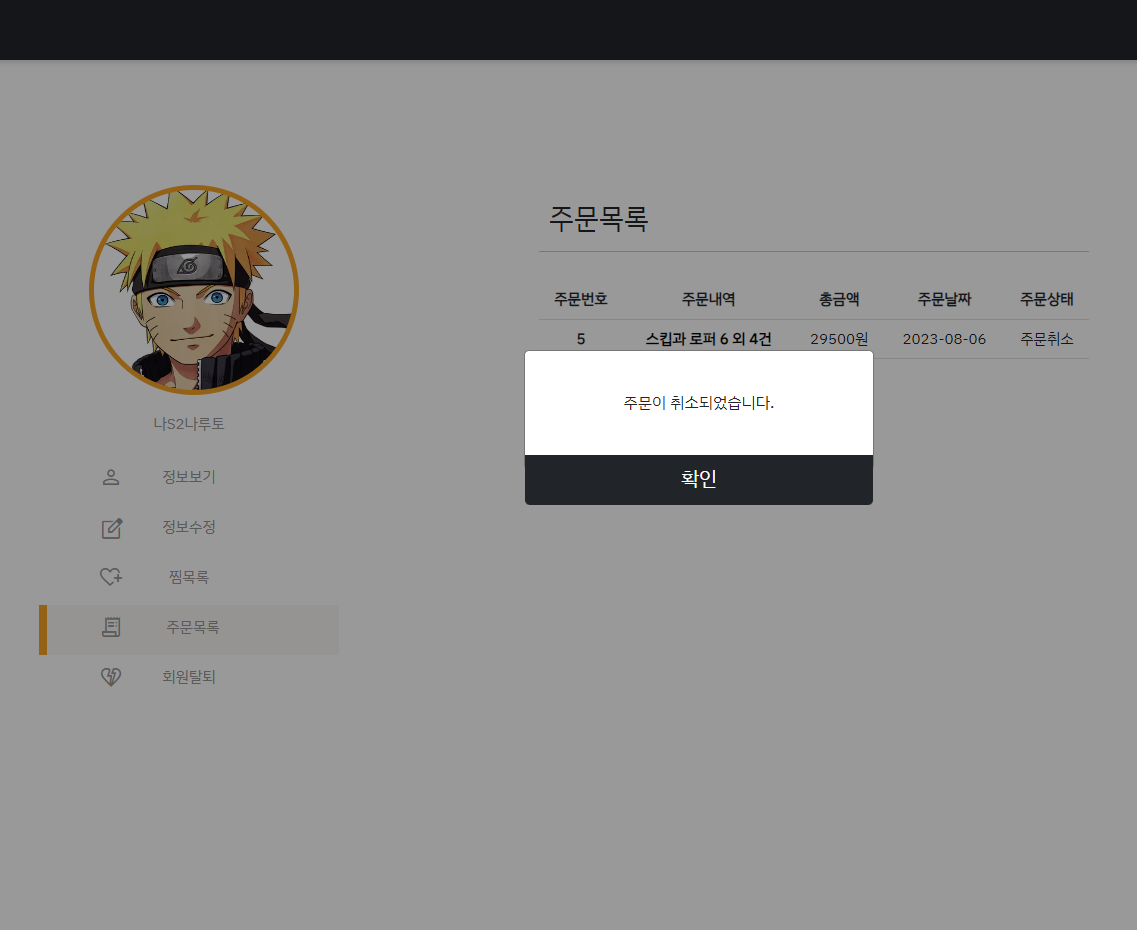 나S2나루토
정보보기
정보수정
찜목록
주문목록
회원탈퇴
주문목록
주문번호 주문내역 총금액 주문날짜 주문상태
5 스킵과 로퍼 6 외 4건 29500원 2023-08-06 주문취소
주문이 취소되었습니다.
확인